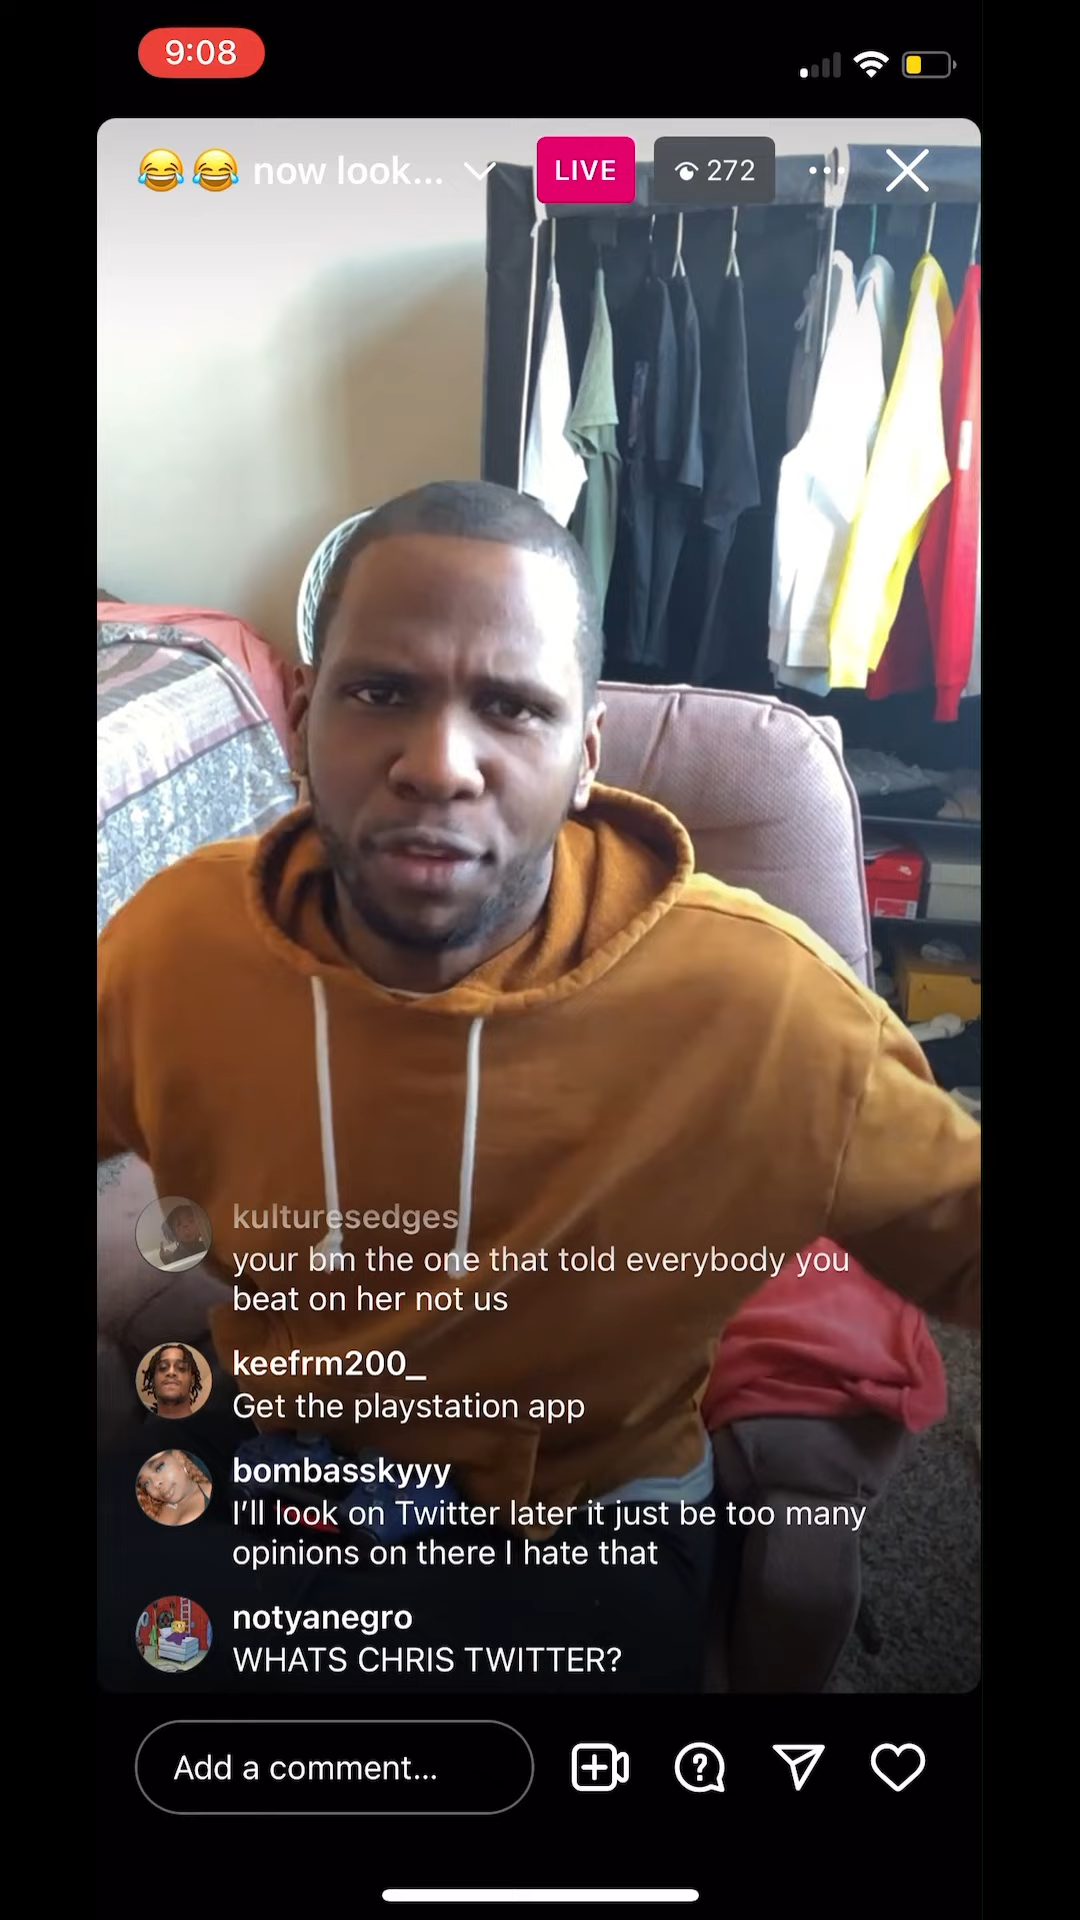 9:08
😂😂 now look...
LIVE
272
kulturesedges
your bm the one that told everybody you
beat on her not us
keefrm200_
Get the playstation app
bombasskyyy
I'll look on Twitter later it just be too many
opinions on there I hate that
notyanegro
WHATS CHRIS TWITTER?
Add a comment...